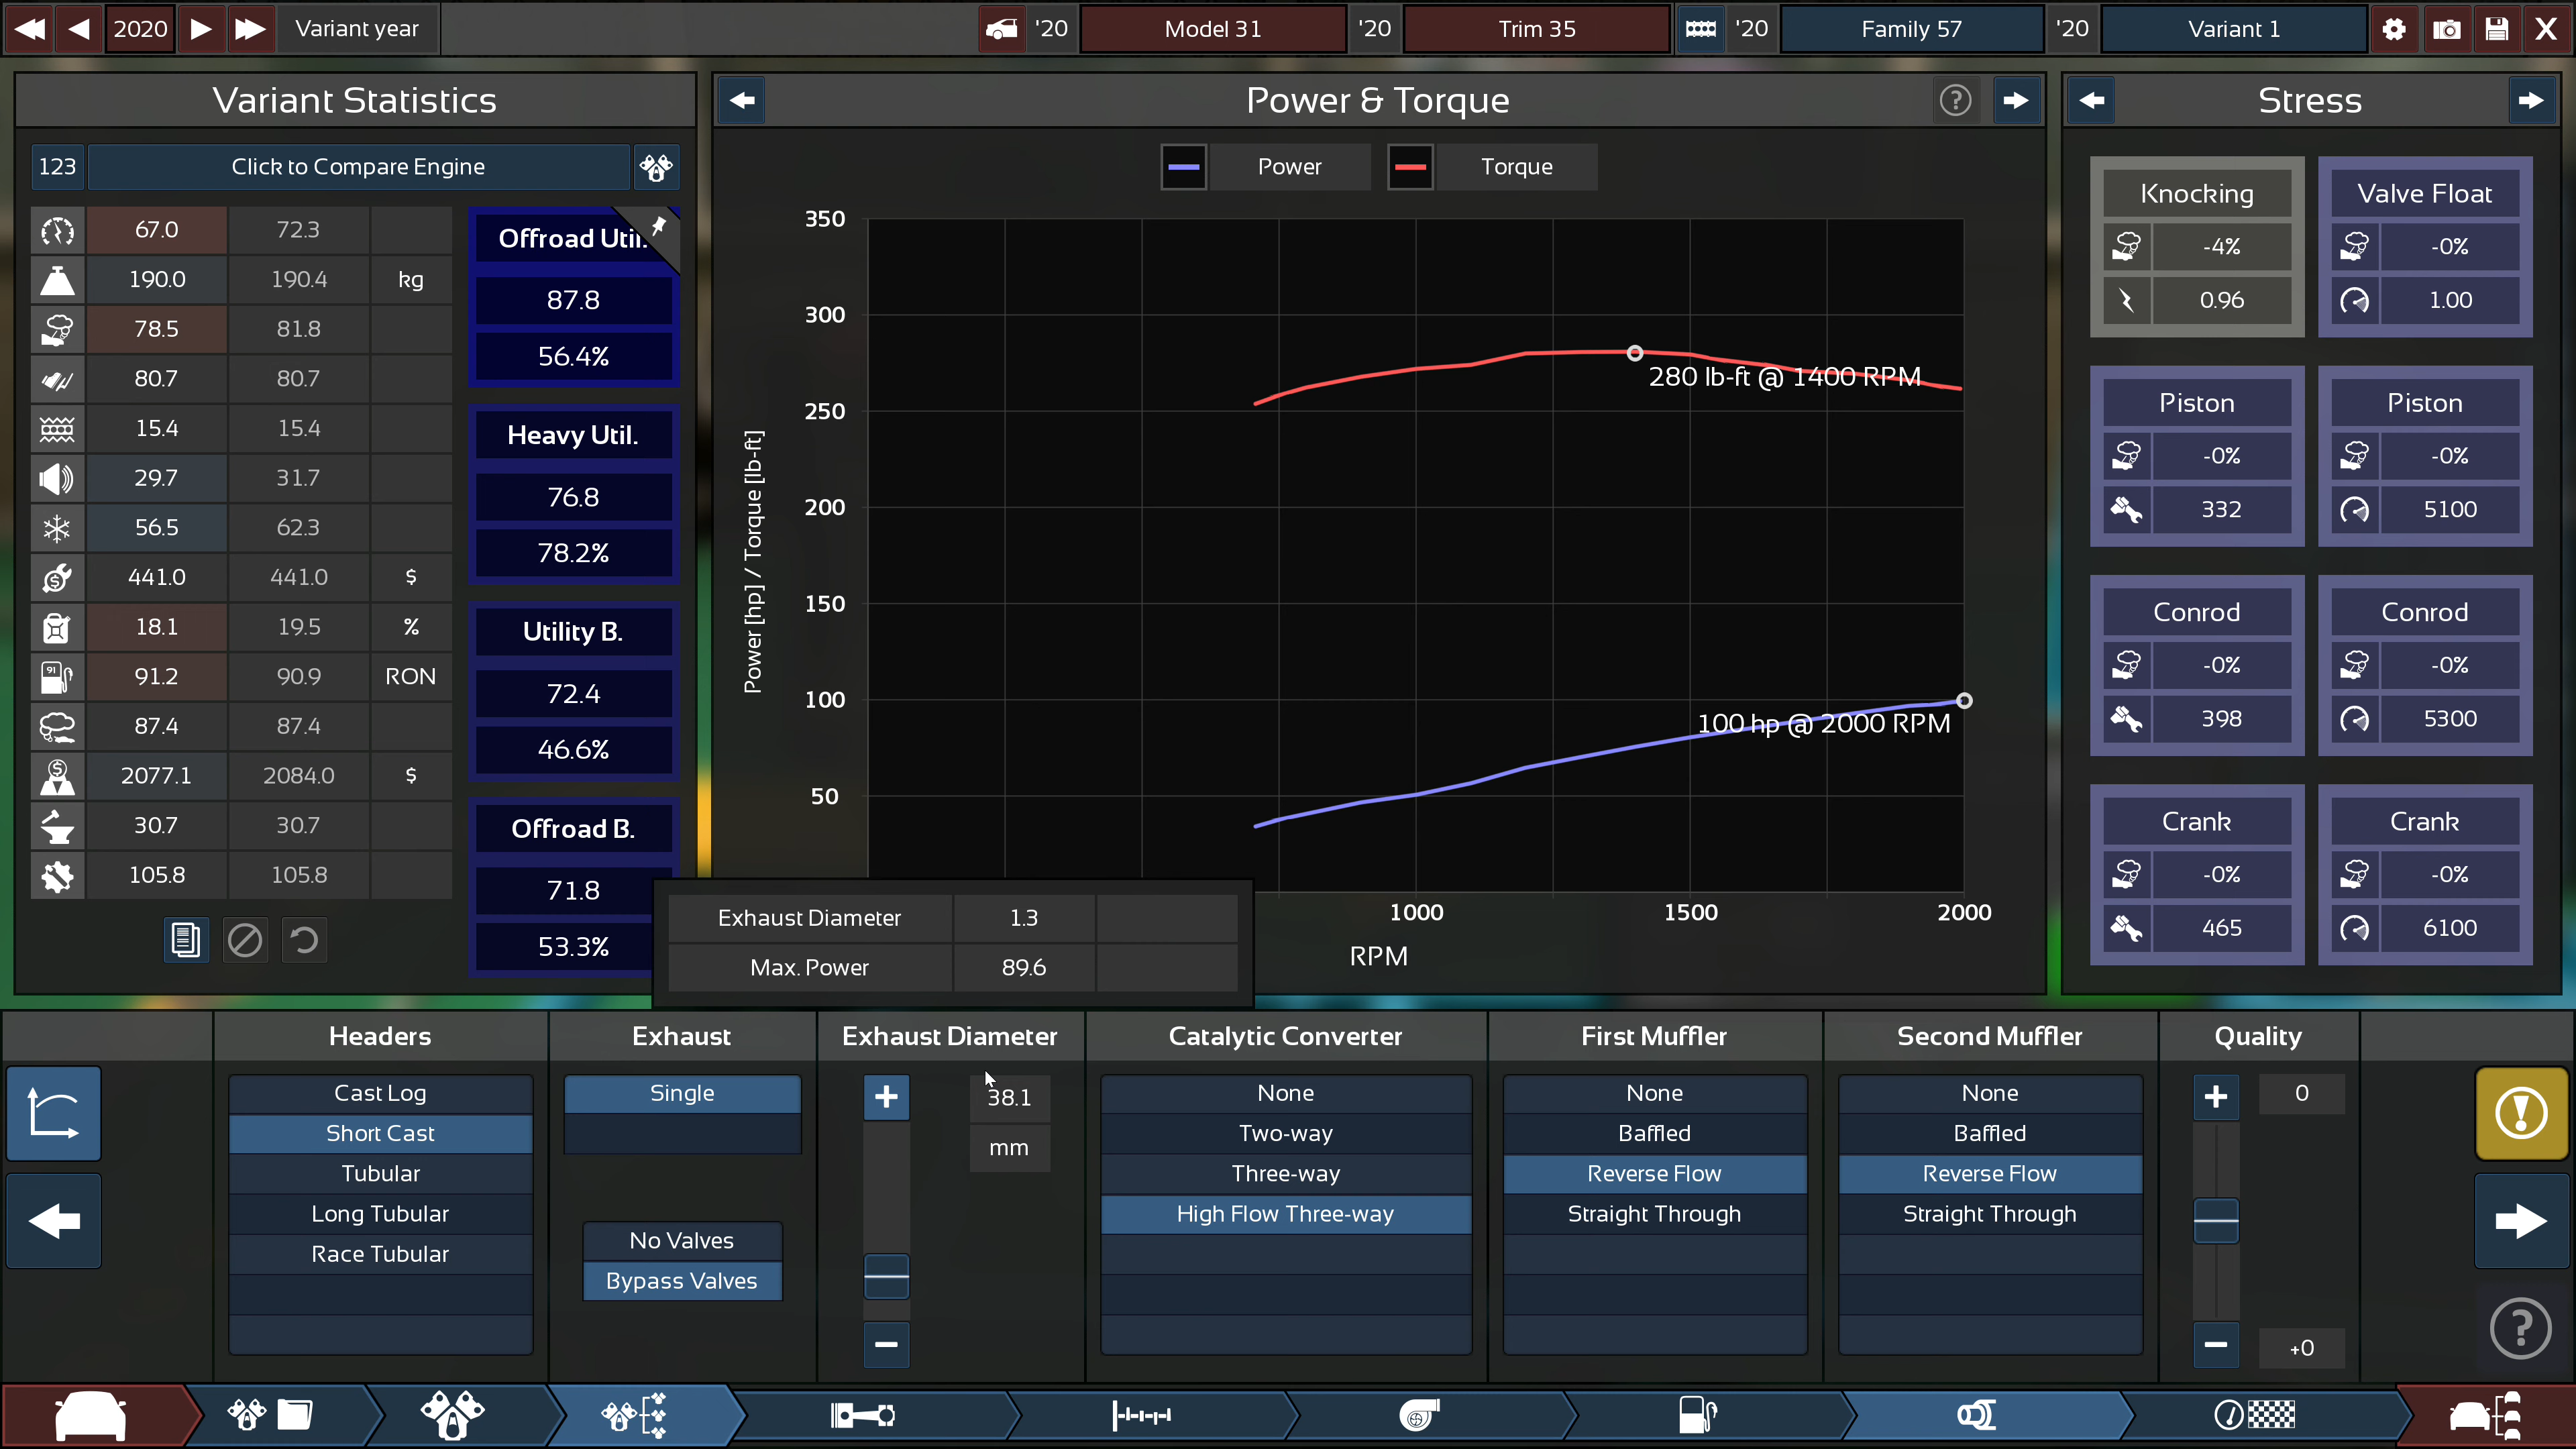 2020 Variant year '20 Model 31 '20 Trim 35 '20 Family 57 '20 Variant 1 X
Variant Statistics
123 Click to Compare Engine
67.0 72.3
190.0 190.4 kg
78.5 81.8
80.7 80.7
15.4 15.4
29.7 31.7
56.5 62.3
441.0 441.0 $
18.1 19.5 %
91 91.2 90.9 RON
87.4 87.4
2077.1 2084.0 $
30.7 30.7
105.8 105.8
Offroad Util.
87.8
56.4%
Heavy Util.
76.8
78.2%
Utility B.
72.4
46.6%
Offroad B.
71.8
53.3%
Power & Torque ?
Power Torque
Power [hp] / Torque [lb-ft]
350
300
250
200
150
100
50
280 lb-ft @ 1400 RPM
100 hp @ 2000 RPM
1000 1500 2000
RPM
Exhaust Diameter 1.3
Max. Power 89.6
Stress
Knocking
-4%
0.96
Valve Float
-0%
1.00
Piston
-0%
332
Piston
-0%
5100
Conrod
-0%
398
Conrod
-0%
5300
Crank
-0%
465
Crank
-0%
6100
Headers
Cast Log
Short Cast
Tubular
Long Tubular
Race Tubular
Exhaust
Single
No Valves
Bypass Valves
Exhaust Diameter
+ 38.1
mm
Catalytic Converter
None
Two-way
Three-way
High Flow Three-way
First Muffler
None
Baffled
Reverse Flow
Straight Through
Second Muffler
None
Baffled
Reverse Flow
Straight Through
Quality
+ 0
+0
!
?